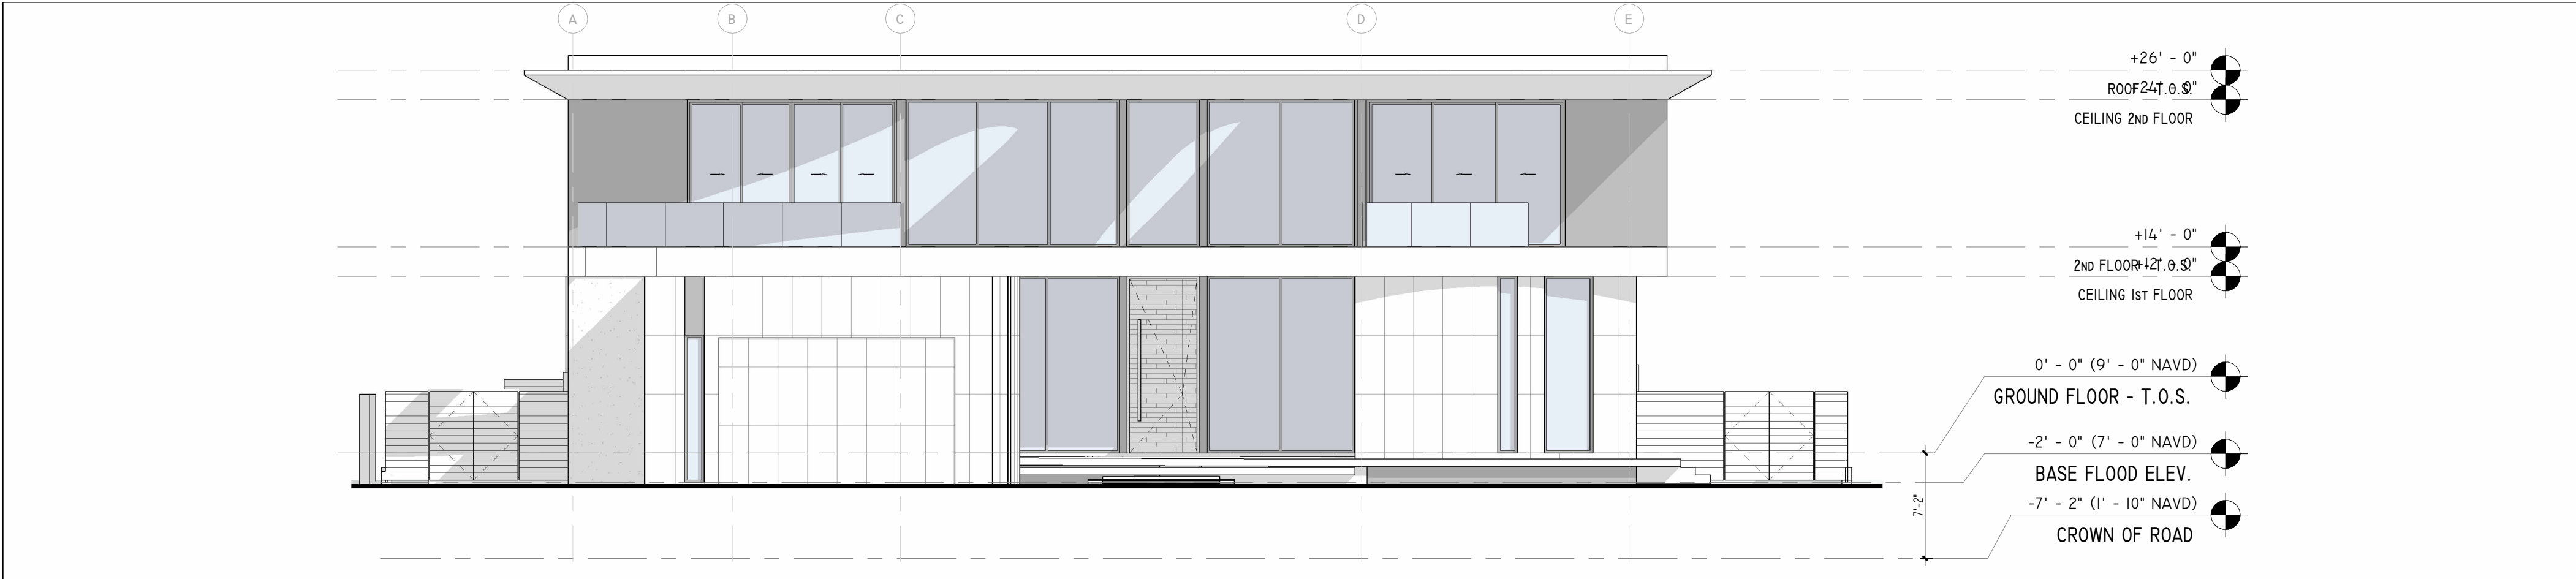 A B C D E
+26' - 0"
ROOF - T.O.S.
+24' - 0"
CEILING 2ND FLOOR
+14' - 0"
2ND FLOOR - T.O.S.
+12' - 0"
CEILING 1ST FLOOR
0' - 0" (9' - 0" NAVD)
GROUND FLOOR - T.O.S.
-2' - 0" (7' - 0" NAVD)
BASE FLOOD ELEV.
7'-2"
-7' - 2" (1' - 10" NAVD)
CROWN OF ROAD